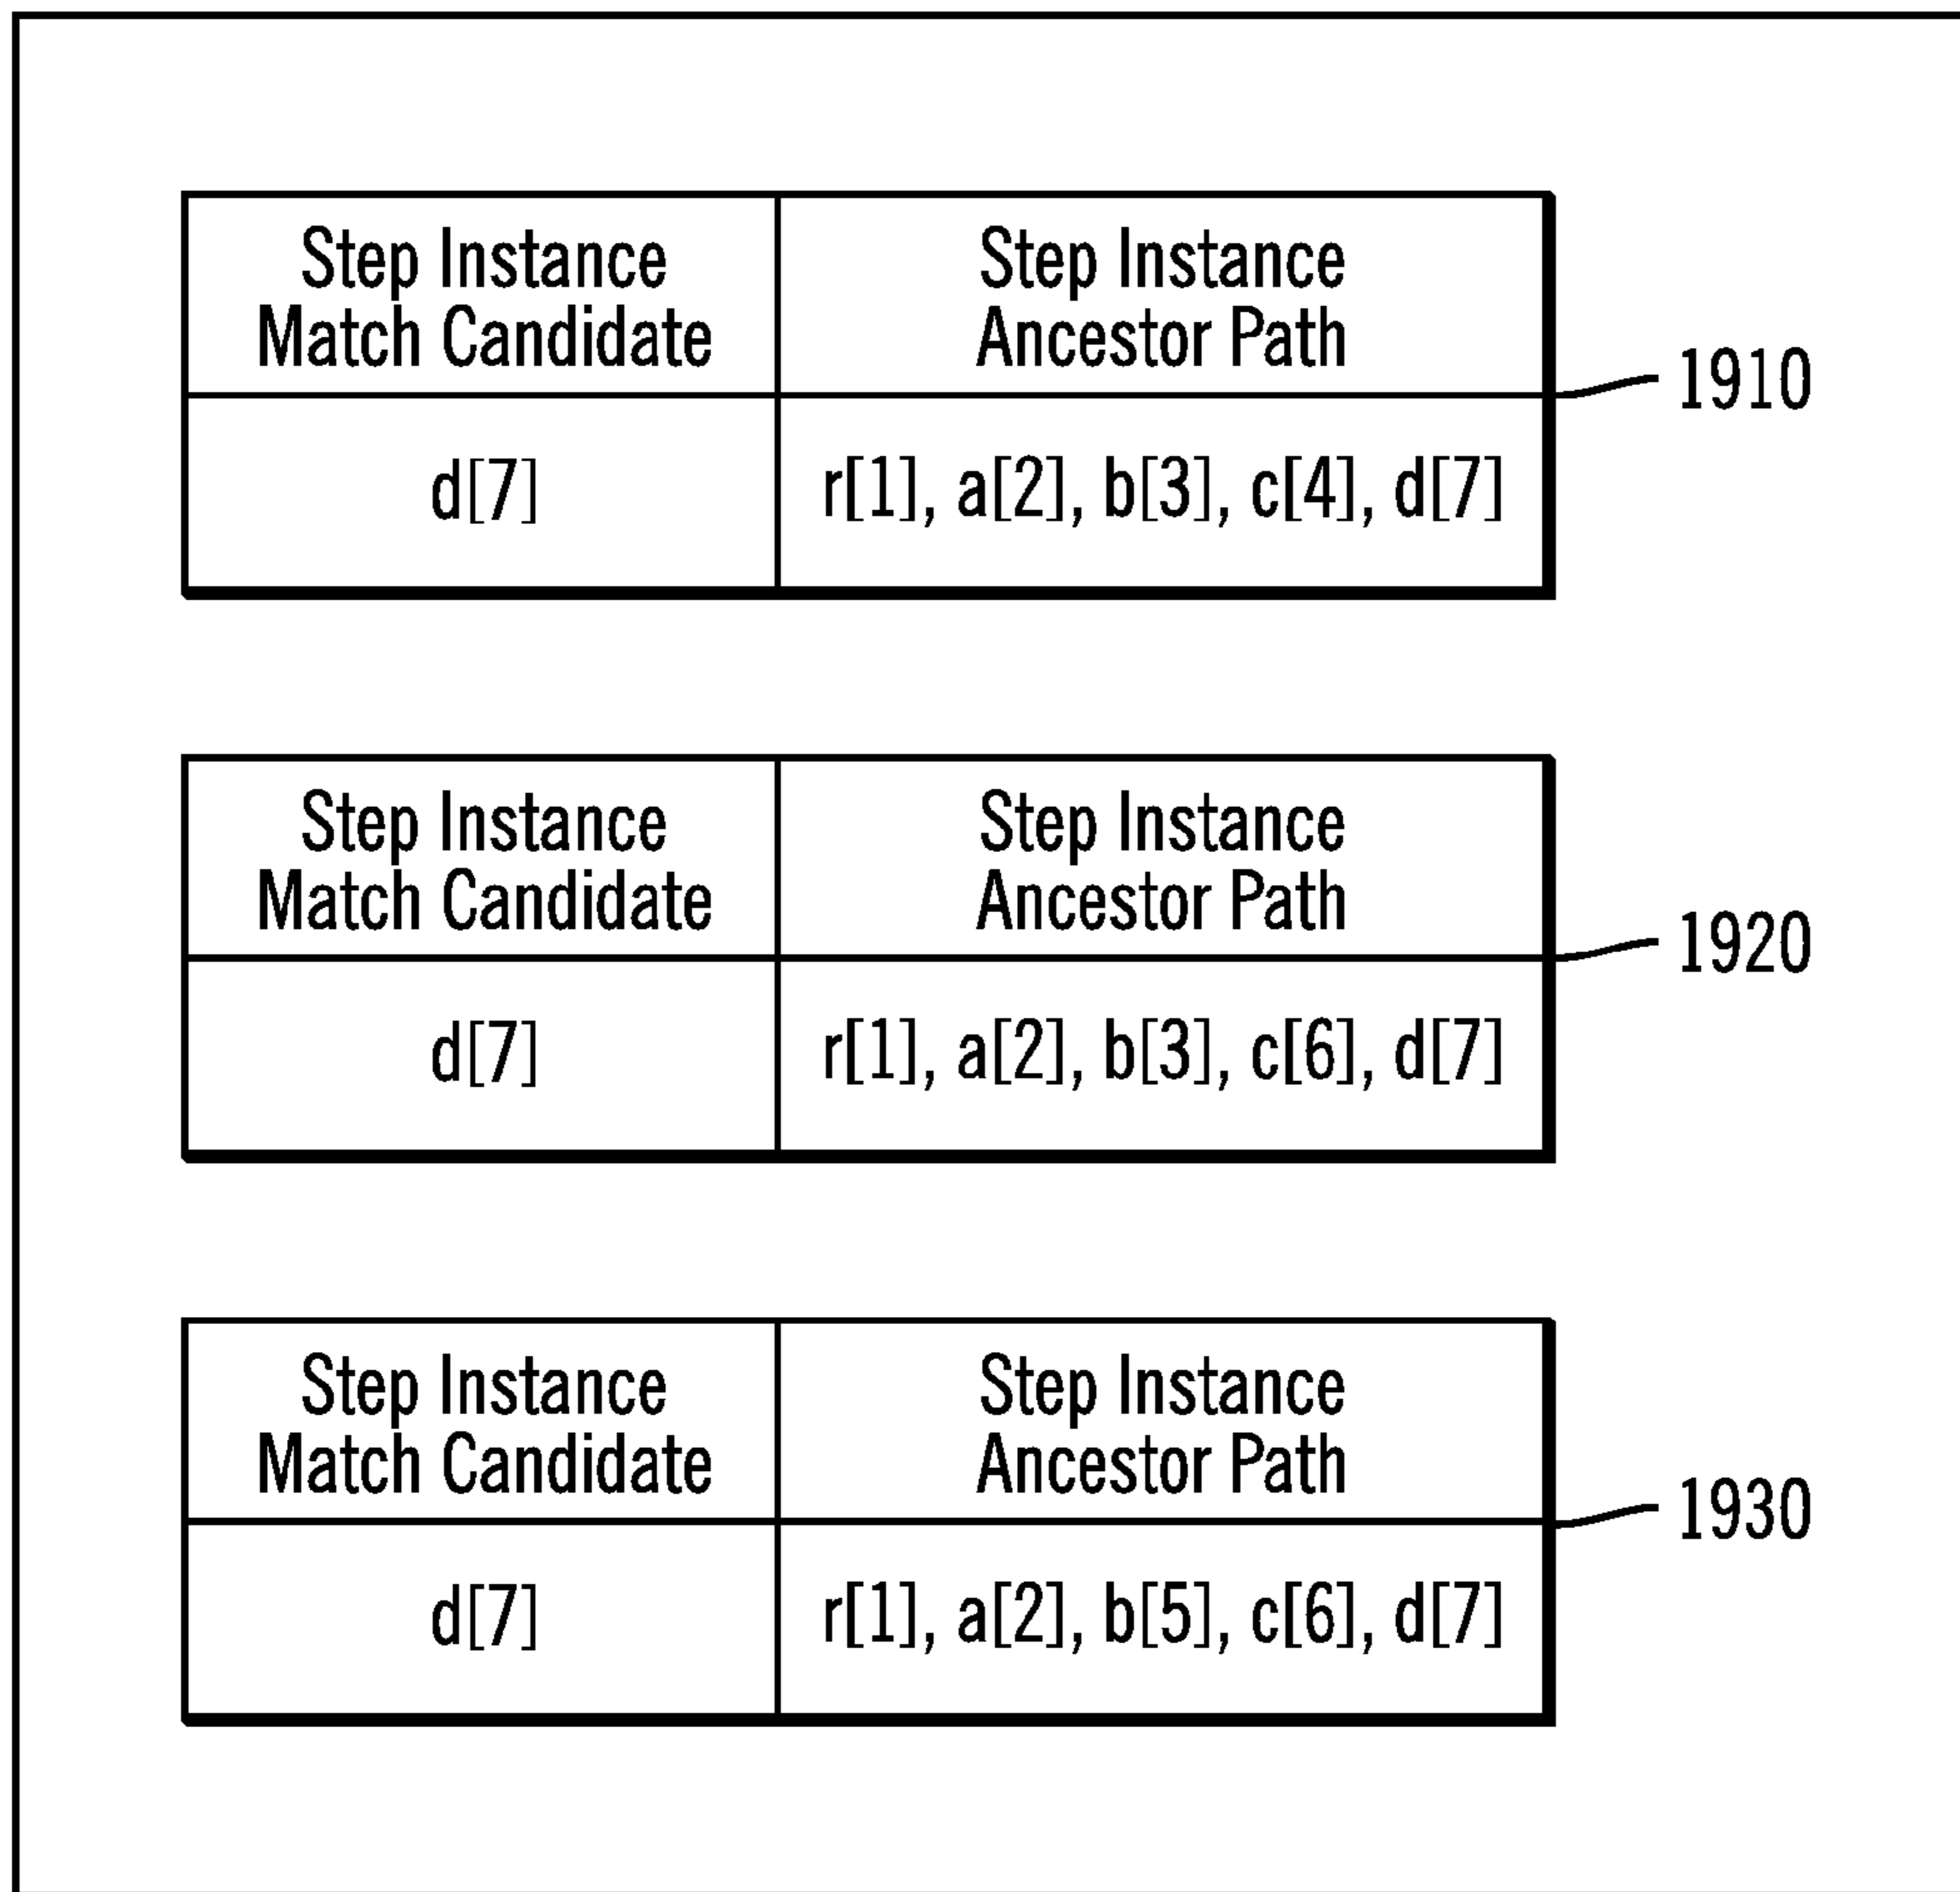 Step Instance
Match Candidate
Step Instance
Ancestor Path
1910
d[7]
r[1], a[2], b[3], c[4], d[7]
Step Instance
Match Candidate
Step Instance
Ancestor Path
1920
d[7]
r[1], a[2], b[3], c[6], d[7]
Step Instance
Match Candidate
Step Instance
Ancestor Path
1930
d[7]
r[1], a[2], b[5], c[6], d[7]